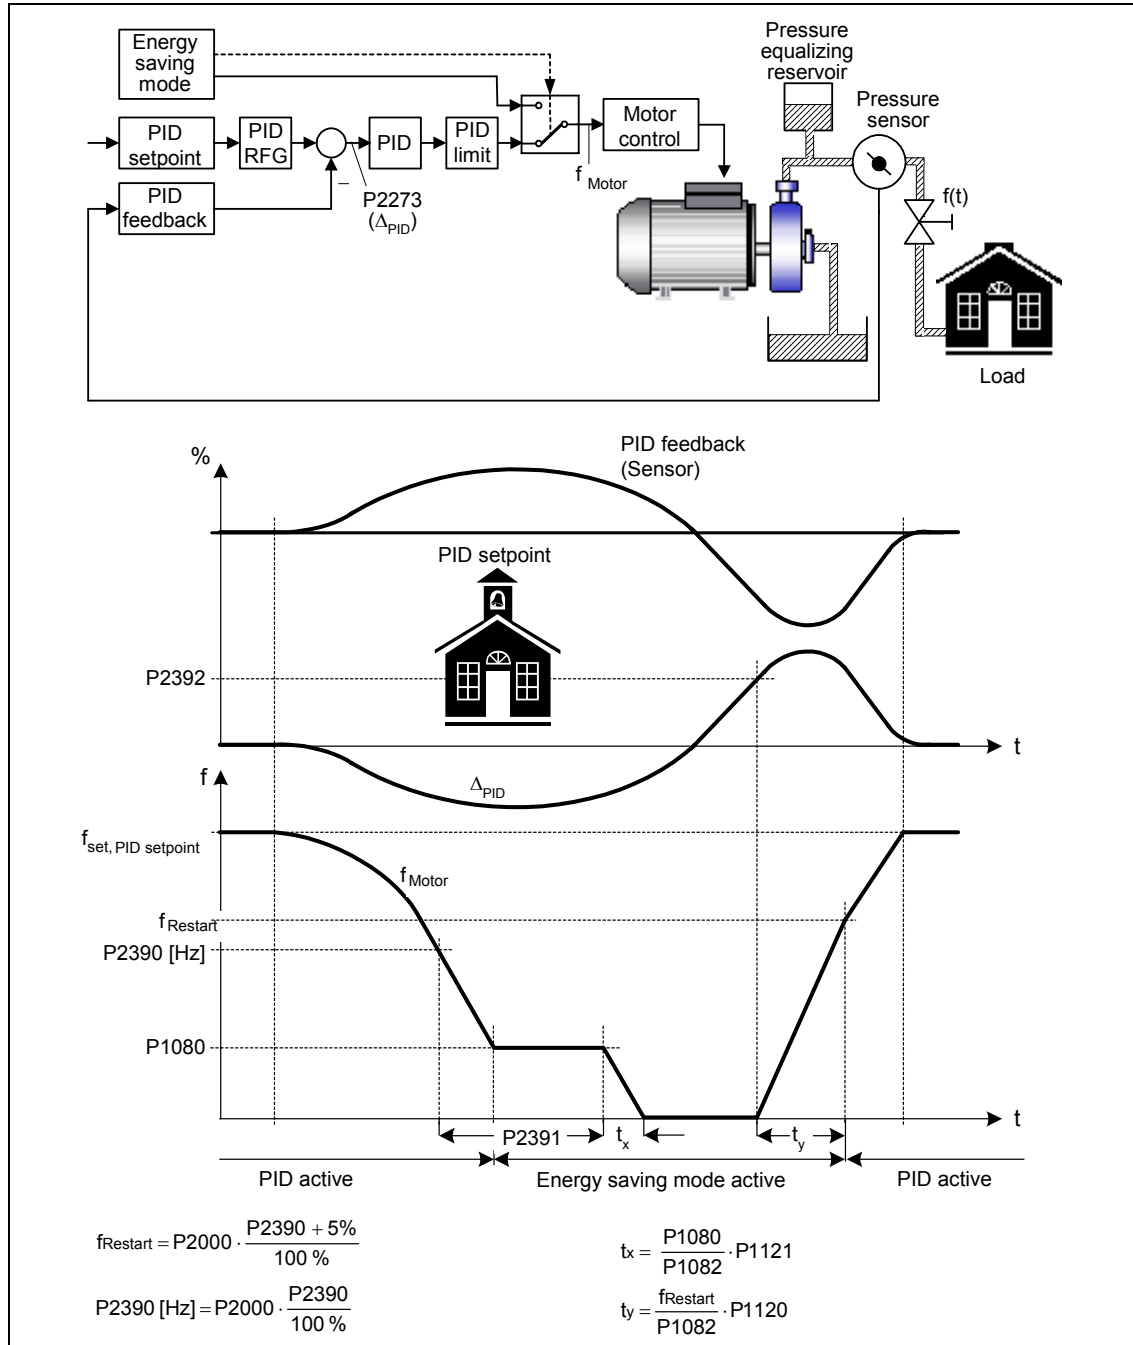 Energy
saving
mode
PID
setpoint
PID
RFG
PID
PID
limit
Motor
control
PID
feedback
–
P2273
(Δ_PID)
f Motor
Pressure
equalizing
reservoir
Pressure
sensor
f(t)
Load
%
PID feedback
(Sensor)
PID setpoint
P2392
t
Δ_PID
f
f_set, PID setpoint
f_Motor
f_Restart
P2390 [Hz]
P1080
t
P2391
t_x
t_y
PID active
Energy saving mode active
PID active
f_Restart = P2000 · (P2390 + 5%) / 100 %
P2390 [Hz] = P2000 · P2390 / 100 %
t_x = P1080 / P1082 · P1121
t_y = f_Restart / P1082 · P1120